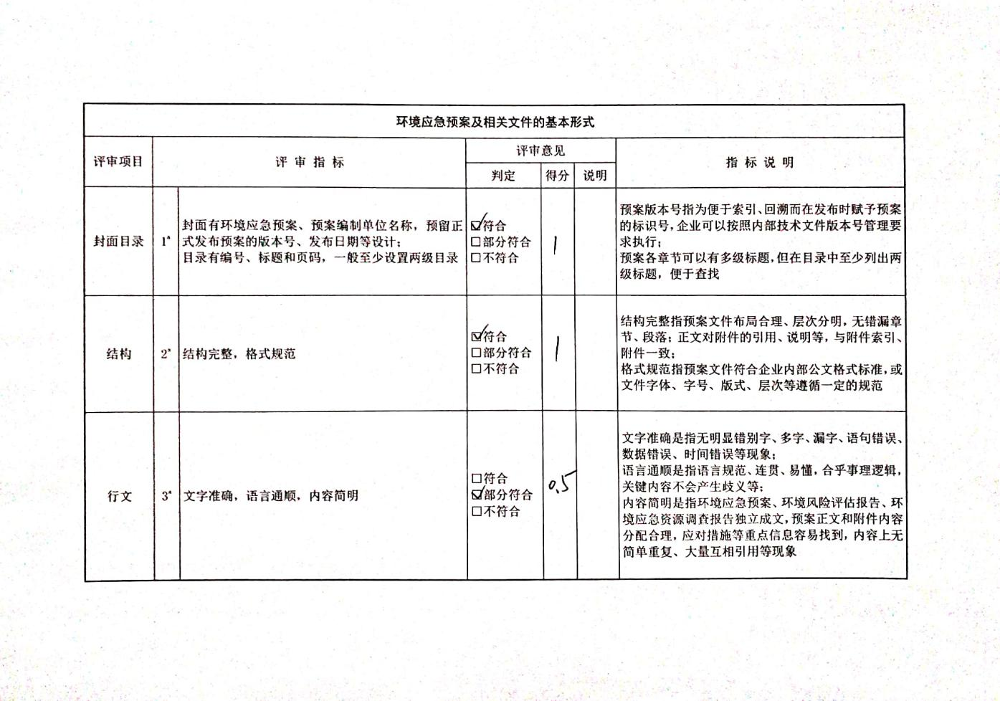 环境应急预案及相关文件的基本形式
评审项目
评 审 指 标
评审意见
指 标 说 明
判定
得分
说明
封面目录
1ª
封面有环境应急预案、预案编制单位名称，预留正
式发布预案的版本号、发布日期等设计；
目录有编号、标题和页码，一般至少设置两级目录
☑符合
□部分符合
□不符合
1
预案版本号指为便于索引、回溯而在发布时赋予预案
的标识号，企业可以按照内部技术文件版本号管理要
求执行；
预案各章节可以有多级标题，但在目录中至少列出两
级标题，便于查找
结构
2ª
结构完整，格式规范
☑符合
□部分符合
□不符合
1
结构完整指预案文件布局合理、层次分明，无错漏章
节、段落；正文对附件的引用、说明等，与附件索引、
附件一致；
格式规范指预案文件符合企业内部公文格式标准，或
文件字体、字号、版式、层次等遵循一定的规范
行文
3ª
文字准确，语言通顺，内容简明
□符合
☑部分符合
□不符合
0.5
文字准确是指无明显错别字、多字、漏字、语句错误、
数据错误、时间错误等现象；
语言通顺是指语言规范、连贯、易懂，合乎事理逻辑，
关键内容不会产生歧义等；
内容简明是指环境应急预案、环境风险评估报告、环
境应急资源调查报告独立成文，预案正文和附件内容
分配合理，应对措施等重点信息容易找到，内容上无
简单重复、大量互相引用等现象